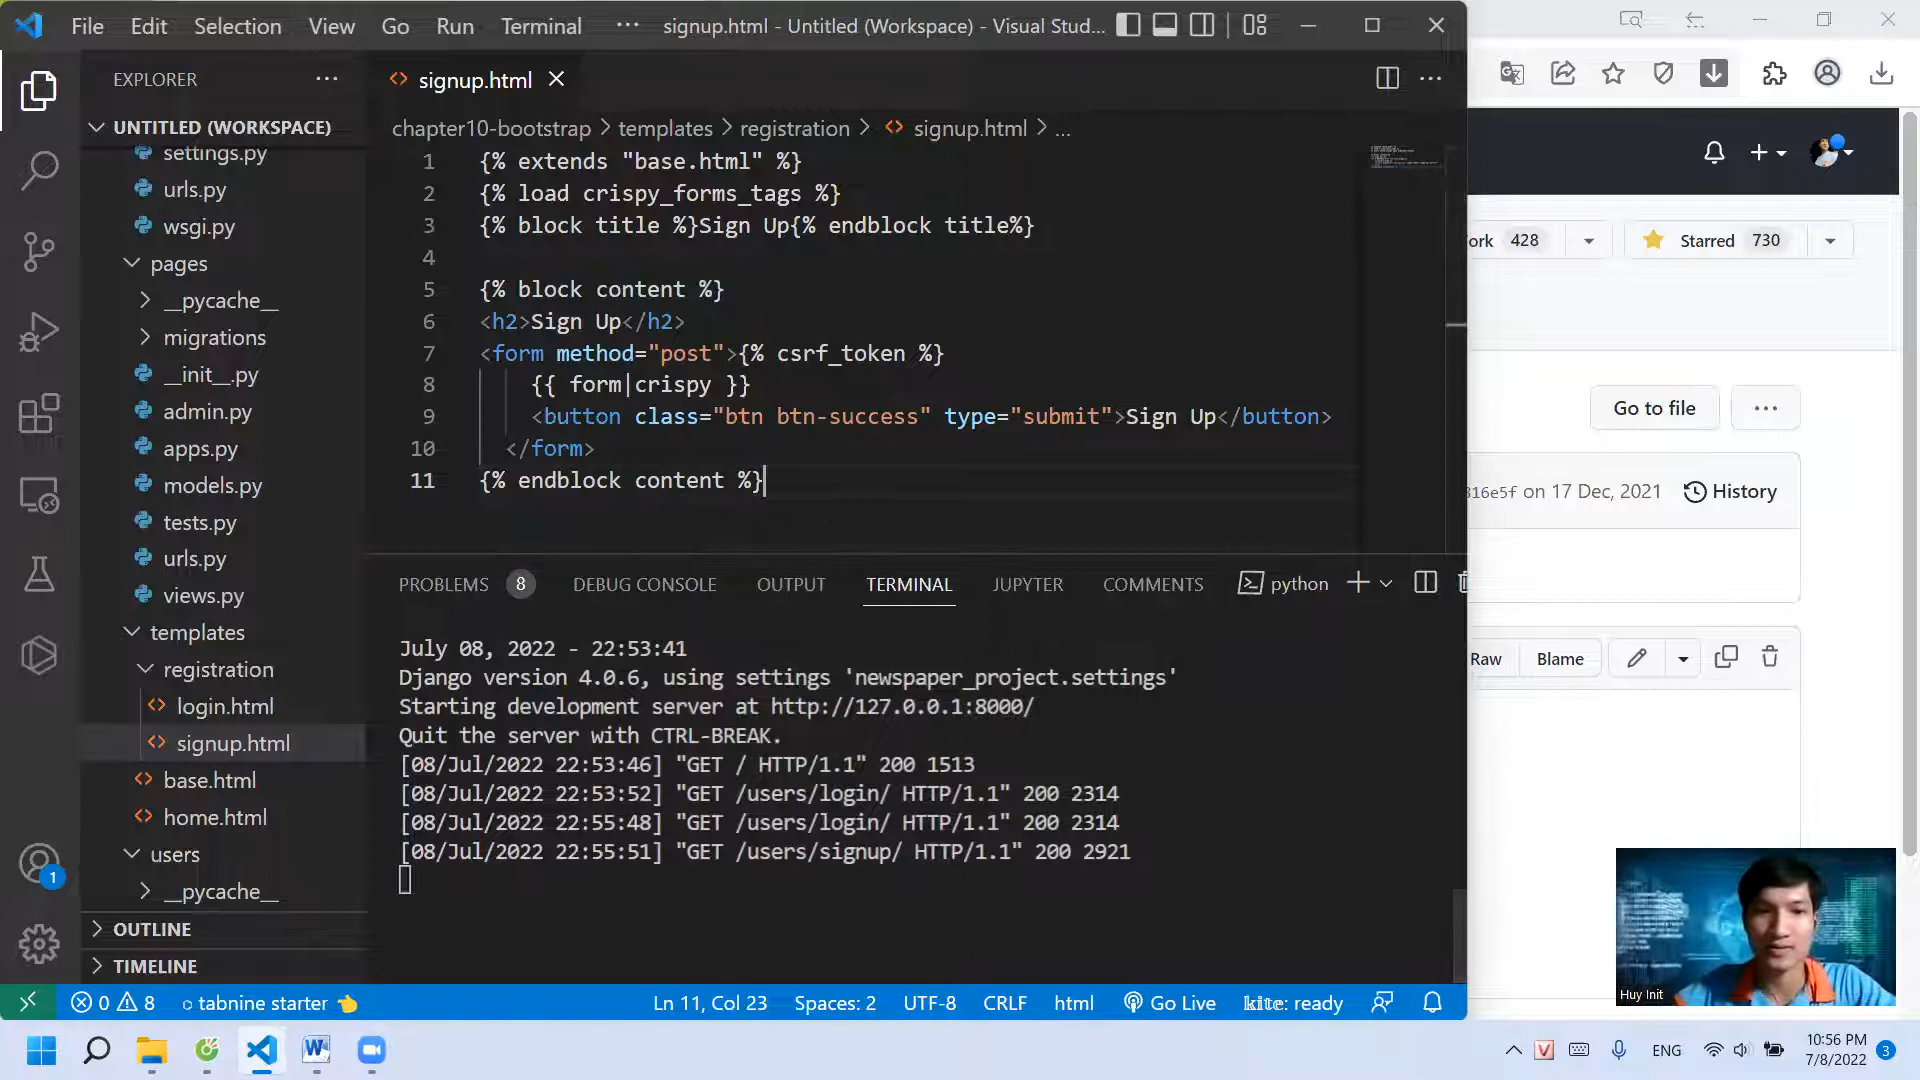 File Edit Selection View Go Run Terminal ··· signup.html - Untitled (Workspace) - Visual Stud...
EXPLORER ···
UNTITLED (WORKSPACE)
settings.py
urls.py
wsgi.py
pages
__pycache__
migrations
__init__.py
admin.py
apps.py
models.py
tests.py
urls.py
views.py
templates
registration
login.html
signup.html
base.html
home.html
users
__pycache__
OUTLINE
TIMELINE
signup.html
chapter10-bootstrap > templates > registration > signup.html > ...
1 {% extends "base.html" %}
2 {% load crispy_forms_tags %}
3 {% block title %}Sign Up{% endblock title%}
4
5 {% block content %}
6 <h2>Sign Up</h2>
7 <form method="post">{% csrf_token %}
8 {{ form|crispy }}
9 <button class="btn btn-success" type="submit">Sign Up</button>
10 </form>
11 {% endblock content %}
PROBLEMS 8 DEBUG CONSOLE OUTPUT TERMINAL JUPYTER COMMENTS python
July 08, 2022 - 22:53:41
Django version 4.0.6, using settings 'newspaper_project.settings'
Starting development server at http://127.0.0.1:8000/
Quit the server with CTRL-BREAK.
[08/Jul/2022 22:53:46] "GET / HTTP/1.1" 200 1513
[08/Jul/2022 22:53:52] "GET /users/login/ HTTP/1.1" 200 2314
[08/Jul/2022 22:55:48] "GET /users/login/ HTTP/1.1" 200 2314
[08/Jul/2022 22:55:51] "GET /users/signup/ HTTP/1.1" 200 2921
1
0 8 tabnine starter Ln 11, Col 23 Spaces: 2 UTF-8 CRLF html Go Live kite: ready
ork 428 Starred 730
Go to file ···
816e5f on 17 Dec, 2021 History
Raw Blame
Huy Init
ENG 10:56 PM
7/8/2022 3